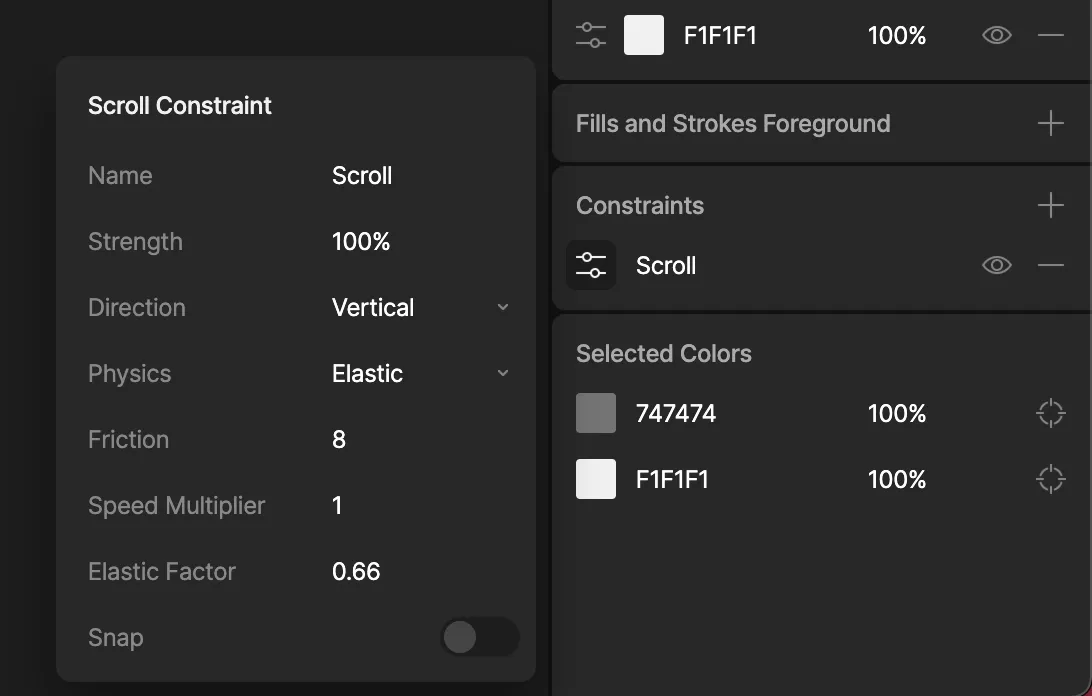 Scroll Constraint
Name Scroll
Strength 100%
Direction Vertical
Physics Elastic
Friction 8
Speed Multiplier 1
Elastic Factor 0.66
Snap
F1F1F1 100%
Fills and Strokes Foreground
Constraints
Scroll
Selected Colors
747474 100%
F1F1F1 100%